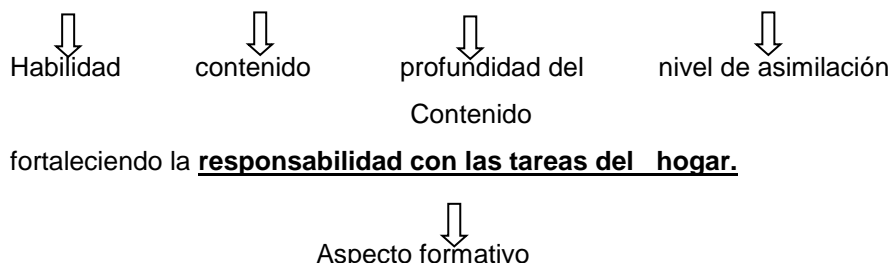 Habilidad contenido profundidad del nivel de asimilación
Contenido
fortaleciendo la responsabilidad con las tareas del hogar.
Aspecto formativo